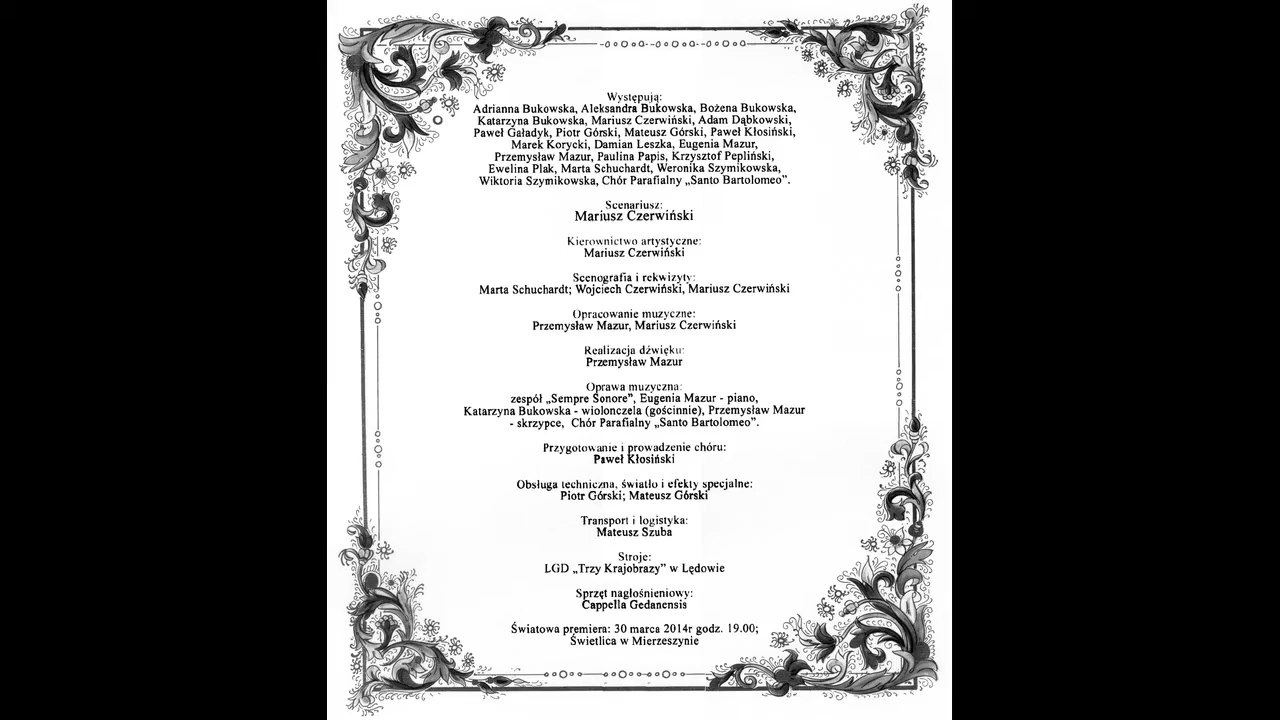 Występują:
Adrianna Bukowska, Aleksandra Bukowska, Bożena Bukowska,
Katarzyna Bukowska, Mariusz Czerwiński, Adam Dąbkowski,
Paweł Gaładyk, Piotr Górski, Mateusz Górski, Paweł Kłosiński,
Marek Korycki, Damian Leszka, Eugenia Mazur,
Przemysław Mazur, Paulina Papis, Krzysztof Pepliński,
Ewelina Plak, Marta Schuchardt, Weronika Szymikowska,
Wiktoria Szymikowska, Chór Parafialny „Santo Bartolomeo”.
Scenariusz:
Mariusz Czerwiński
Kierownictwo artystyczne:
Mariusz Czerwiński
Scenografia i rekwizyty:
Marta Schuchardt; Wojciech Czerwiński, Mariusz Czerwiński
Opracowanie muzyczne:
Przemysław Mazur, Mariusz Czerwiński
Realizacja dźwięku:
Przemysław Mazur
Oprawa muzyczna:
zespół „Sempre Sonore”, Eugenia Mazur - piano,
Katarzyna Bukowska - wiolonczela (gościnnie), Przemysław Mazur
- skrzypce, Chór Parafialny „Santo Bartolomeo”.
Przygotowanie i prowadzenie chóru:
Paweł Kłosiński
Obsługa techniczna, światło i efekty specjalne:
Piotr Górski; Mateusz Górski
Transport i logistyka:
Mateusz Szuba
Stroje:
LGD „Trzy Krajobrazy” w Lędowie
Sprzęt nagłośnieniowy:
Cappella Gedanensis
Światowa premiera: 30 marca 2014r godz. 19.00;
Świetlica w Mierzeszynie